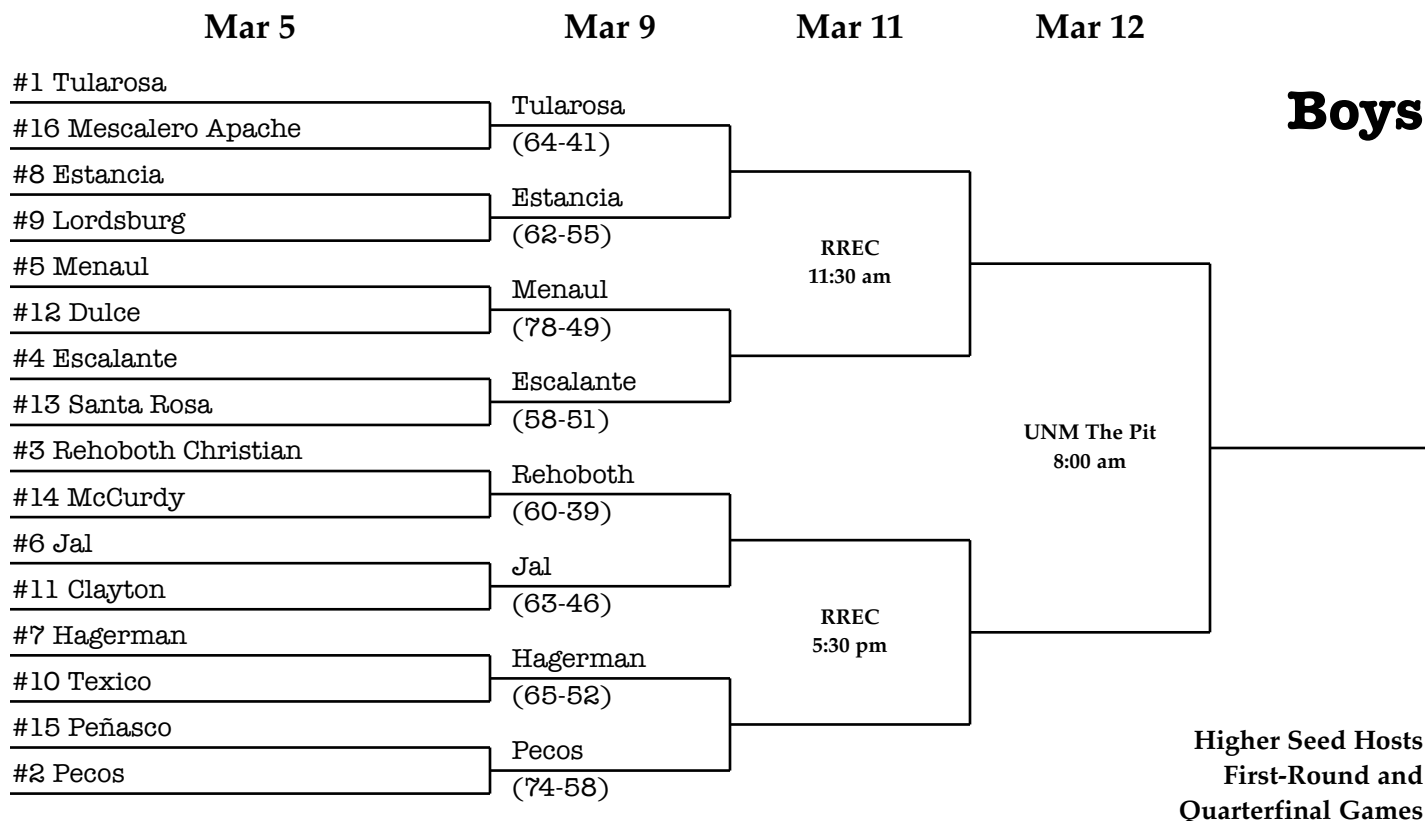 Mar 5
Mar 9
Mar 11
Mar 12
Boys
#1 Tularosa
#16 Mescalero Apache
#8 Estancia
#9 Lordsburg
#5 Menaul
#12 Dulce
#4 Escalante
#13 Santa Rosa
#3 Rehoboth Christian
#14 McCurdy
#6 Jal
#11 Clayton
#7 Hagerman
#10 Texico
#15 Peñasco
#2 Pecos
Tularosa
(64-41)
Estancia
(62-55)
Menaul
(78-49)
Escalante
(58-51)
Rehoboth
(60-39)
Jal
(63-46)
Hagerman
(65-52)
Pecos
(74-58)
RREC
11:30 am
RREC
5:30 pm
UNM The Pit
8:00 am
Higher Seed Hosts
First-Round and
Quarterfinal Games